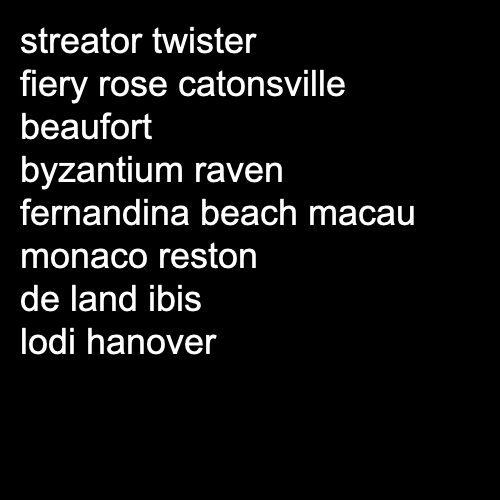 streator twister
fiery rose catonsville
beaufort
byzantium raven
fernandina beach macau
monaco reston
de land ibis
lodi hanover